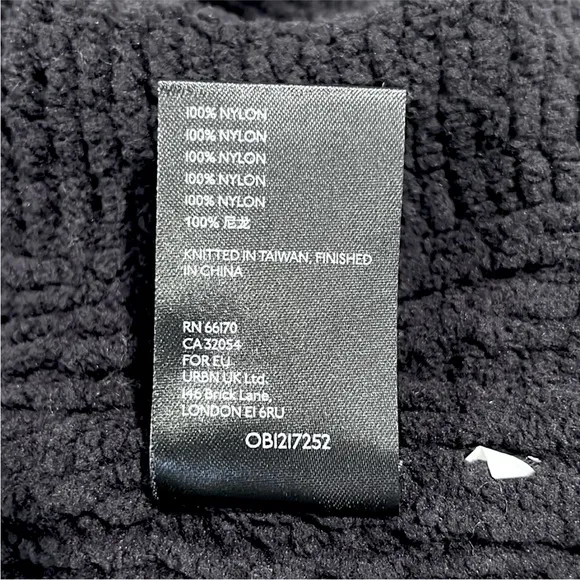 100% NYLON
100% NYLON
100% NYLON
100% NYLON
100% NYLON
100% 尼龙
KNITTED IN TAIWAN, FINISHED
IN CHINA
RN 66170
CA 32054
FOR EU
URBN UK Ltd.
146 Brick Lane,
LONDON E1 6RU
OB1217252